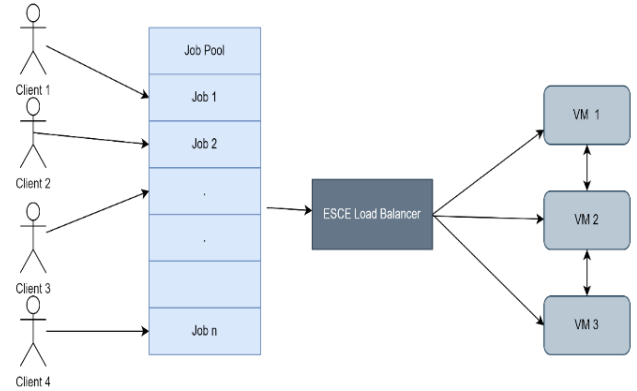 Client 1
Client 2
Client 3
Client 4
Job Pool
Job 1
Job 2
.
.
Job n
ESCE Load Balancer
VM 1
VM 2
VM 3